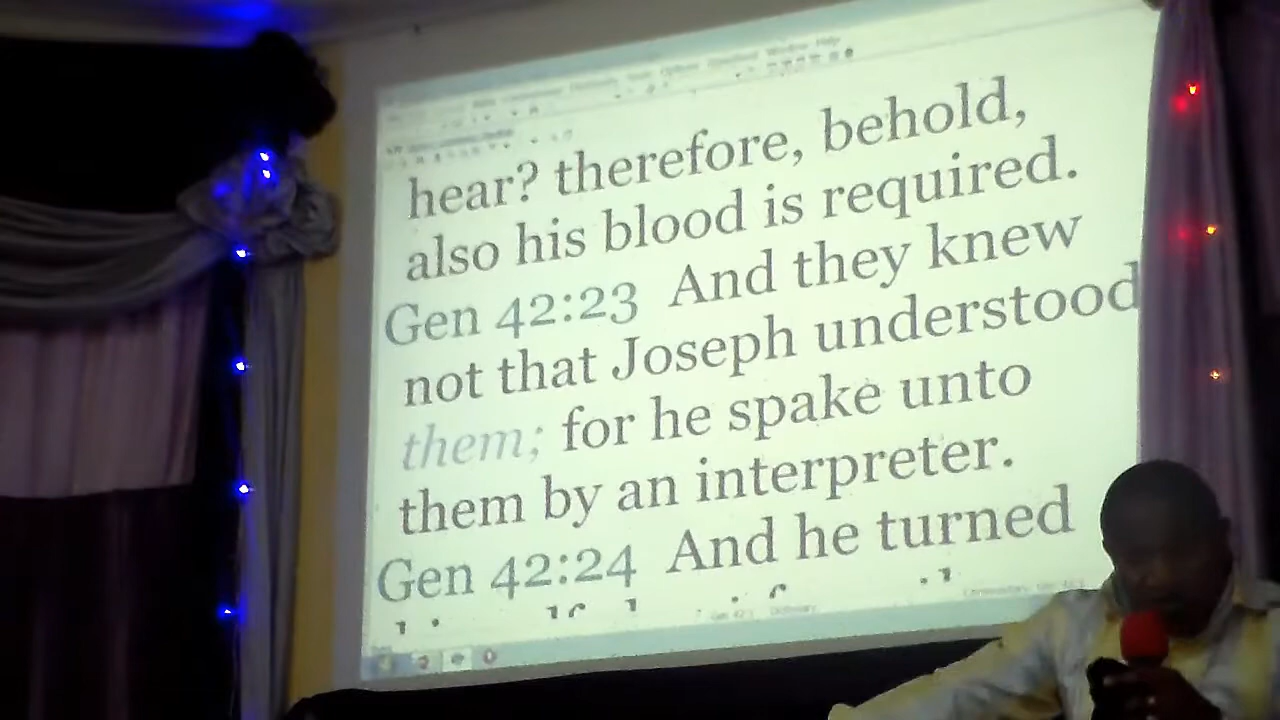 hear? therefore, behold,
also his blood is required.
Gen 42:23 And they knew
not that Joseph understood
them; for he spake unto
them by an interpreter.
Gen 42:24 And he turned